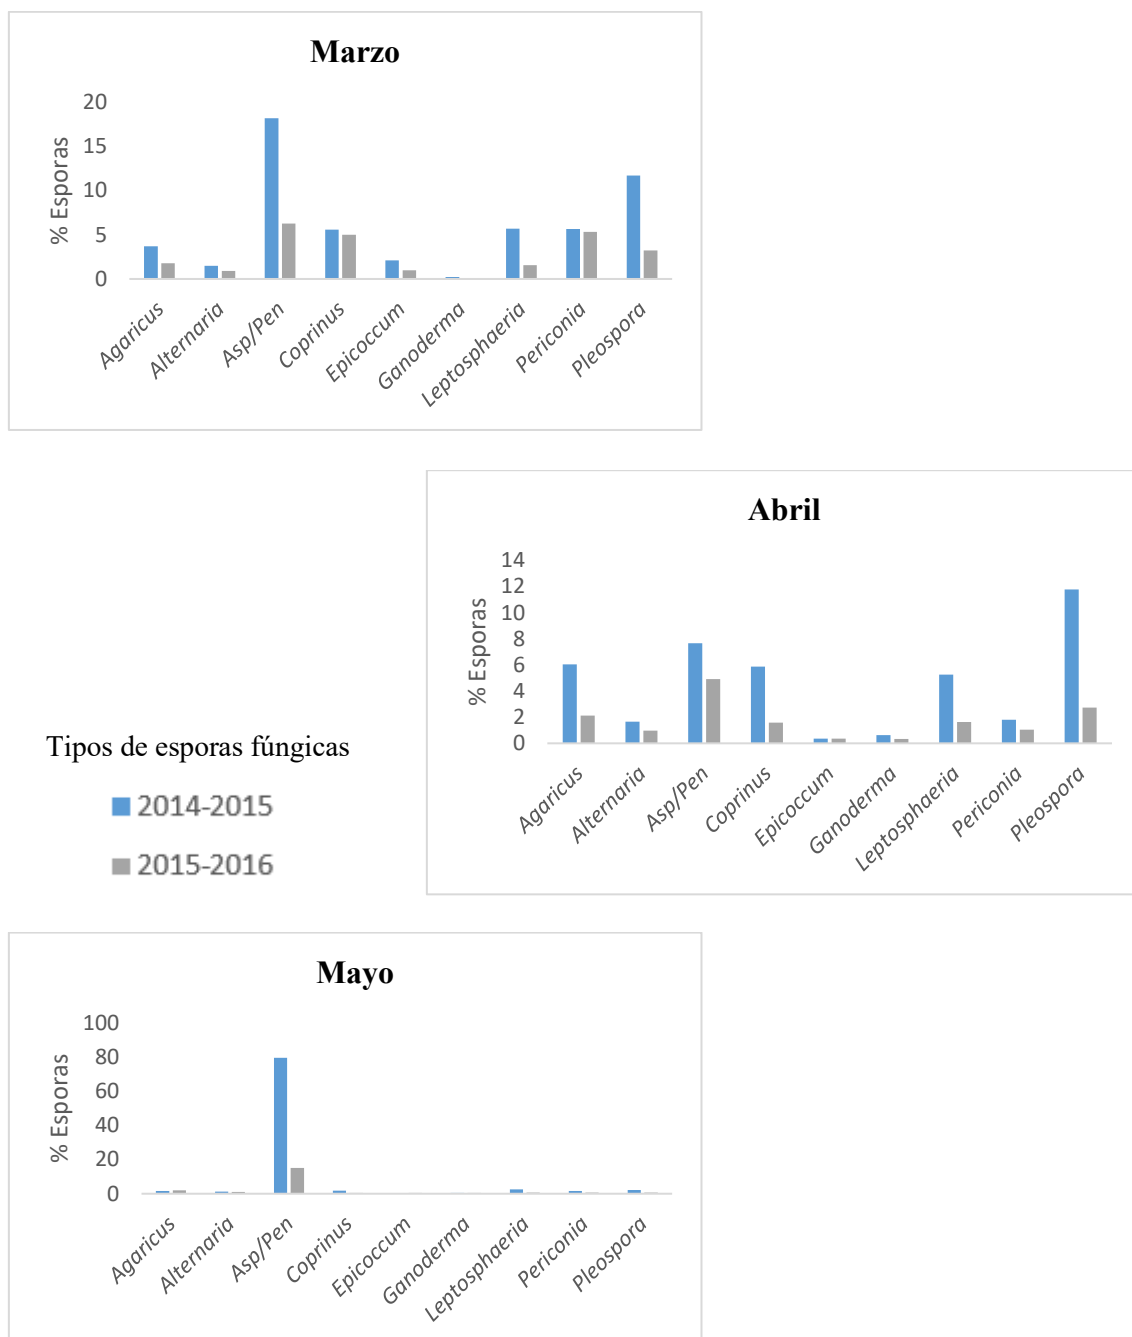 Marzo
20
15
10
5
0
% Esporas
Agaricus
Alternaria
Asp/Pen
Coprinus
Epicoccum
Ganoderma
Leptosphaeria
Periconia
Pleospora
Abril
14
12
10
8
6
4
2
0
% Esporas
Agaricus
Alternaria
Asp/Pen
Coprinus
Epicoccum
Ganoderma
Leptosphaeria
Periconia
Pleospora
Tipos de esporas fúngicas
2014-2015
2015-2016
Mayo
100
80
60
40
20
0
% Esporas
Agaricus
Alternaria
Asp/Pen
Coprinus
Epicoccum
Ganoderma
Leptosphaeria
Periconia
Pleospora